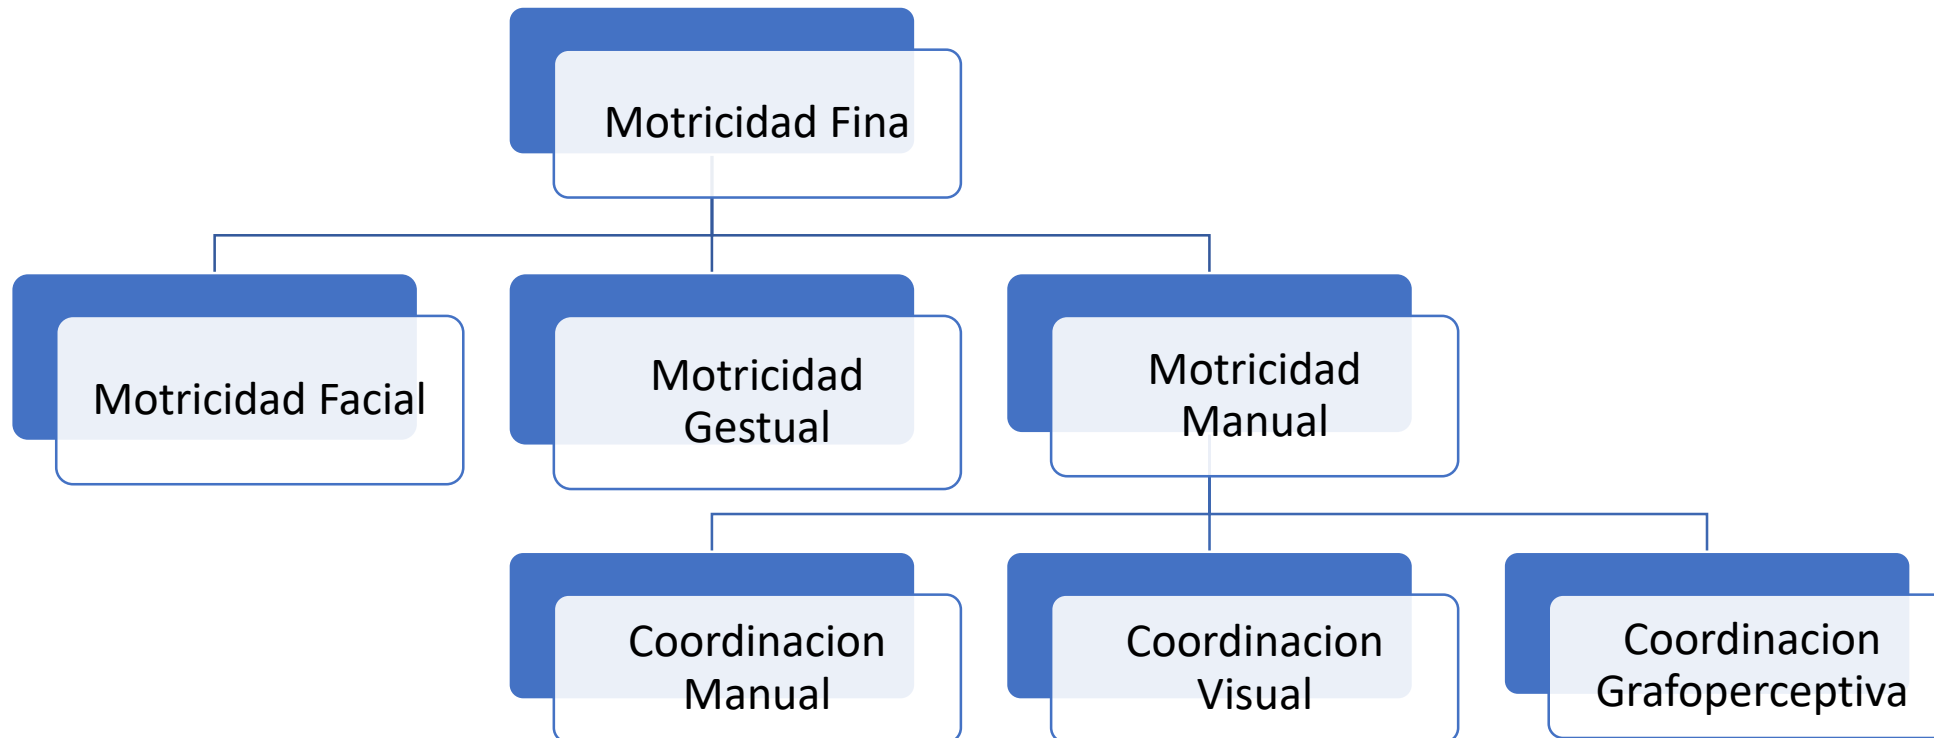 Motricidad Fina
Motricidad Facial
Motricidad
Gestual
Motricidad
Manual
Coordinacion
Manual
Coordinacion
Visual
Coordinacion
Grafoperceptiva